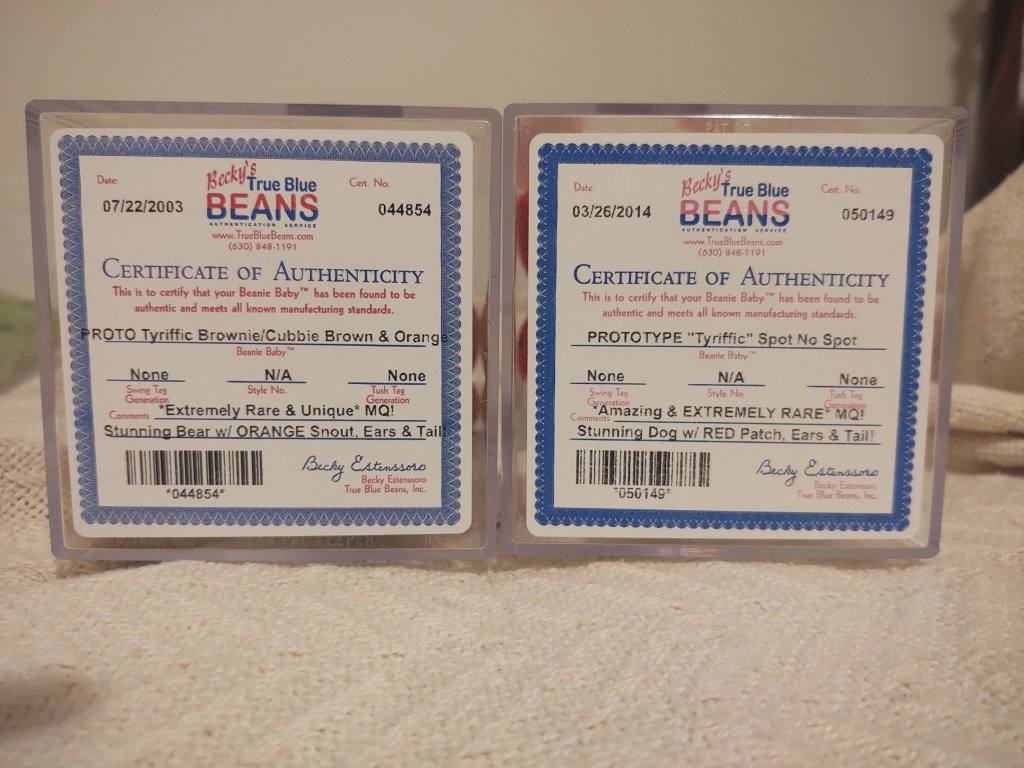 Becky's
True Blue
BEANS
AUTHENTICATION SERVICE
Date:
07/22/2003
Cert. No.
044854
www.TrueBlueBeans.com
(630) 848-1191
CERTIFICATE OF AUTHENTICITY
This is to certify that your Beanie Baby™ has been found to be
authentic and meets all known manufacturing standards.
PROTO Tyriffic Brownie/Cubbie Brown & Orange
Beanie Baby™
None N/A None
Swing Tag Generation
Style No.
Tush Tag Generation
Comments *Extremely Rare & Unique* MQ!
Stunning Bear w/ ORANGE Snout, Ears & Tail!
*044854*
Becky Estenssoro
Becky Estenssoro
True Blue Beans, Inc.
Becky's
True Blue
BEANS
AUTHENTICATION SERVICE
Date:
03/26/2014
Cert. No.
050149
www.TrueBlueBeans.com
(630) 848-1191
CERTIFICATE OF AUTHENTICITY
This is to certify that your Beanie Baby™ has been found to be
authentic and meets all known manufacturing standards.
PROTOTYPE "Tyriffic" Spot No Spot
Beanie Baby™
None N/A None
Swing Tag Generation
Style No.
Tush Tag Generation
Comments *Amazing & EXTREMELY RARE* MQ!
Stunning Dog w/ RED Patch, Ears & Tail!
*050149*
Becky Estenssoro
Becky Estenssoro
True Blue Beans, Inc.